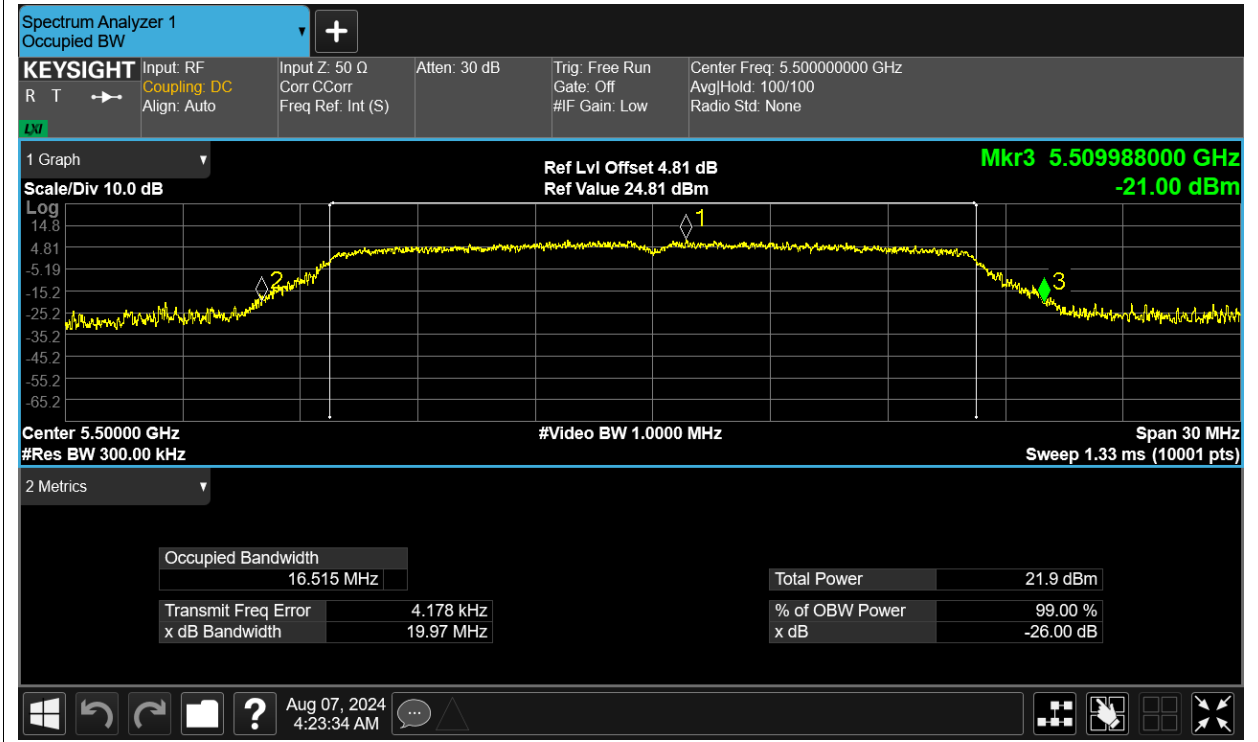 Spectrum Analyzer 1
Occupied BW
+
KEYSIGHT Input: RF Input Z: 50 Ω Atten: 30 dB Trig: Free Run Center Freq: 5.500000000 GHz
R T Coupling: DC Corr CCorr Gate: Off Avg|Hold: 100/100
Align: Auto Freq Ref: Int (S) #IF Gain: Low Radio Std: None
LXI
1 Graph
Ref Lvl Offset 4.81 dB Mkr3 5.509988000 GHz
Scale/Div 10.0 dB Ref Value 24.81 dBm -21.00 dBm
Log
14.8
4.81
-5.19
-15.2
-25.2
-35.2
-45.2
-55.2
-65.2
1
2
3
Center 5.50000 GHz #Video BW 1.0000 MHz Span 30 MHz
#Res BW 300.00 kHz Sweep 1.33 ms (10001 pts)
2 Metrics
Occupied Bandwidth
16.515 MHz Total Power 21.9 dBm
Transmit Freq Error 4.178 kHz % of OBW Power 99.00 %
x dB Bandwidth 19.97 MHz x dB -26.00 dB
? Aug 07, 2024
4:23:34 AM